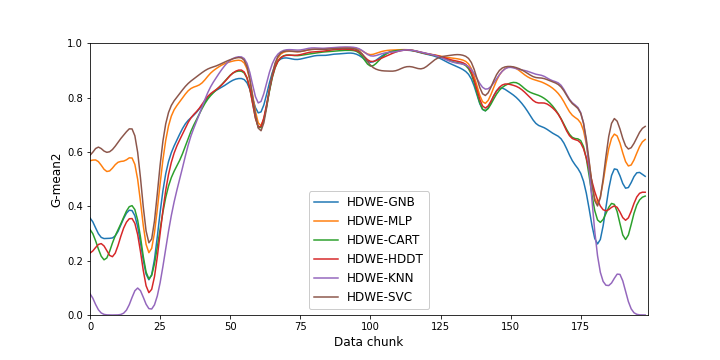 G-mean2
1.0
0.8
0.6
0.4
0.2
0.0
HDWE-GNB
HDWE-MLP
HDWE-CART
HDWE-HDDT
HDWE-KNN
HDWE-SVC
0 25 50 75 100 125 150 175
Data chunk